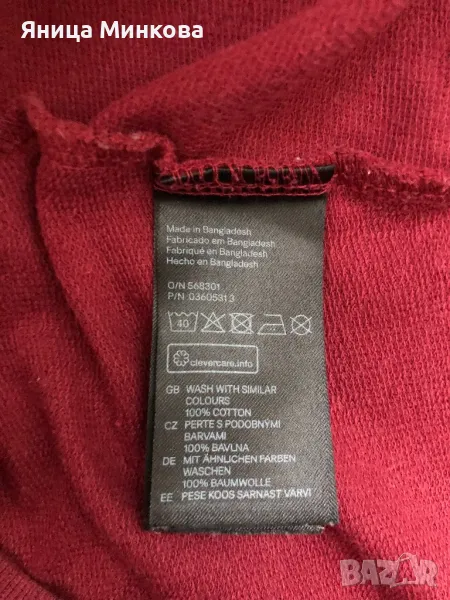 Яница Минкова
Made in Bangladesh
Fabricado em Bangladesh
Fabriqué en Bangladesh
Hecho en Bangladesh
O/N 568301
P/N 03605313
40
clevercare.info
GB WASH WITH SIMILAR
COLOURS
100% COTTON
CZ PERTE S PODOBNÝMI
BARVAMI
100% BAVLNA
DE MIT ÄHNLICHEN FARBEN
WASCHEN
100% BAUMWOLLE
EE PESE KOOS SARNAST VÄRVI
BAZAR